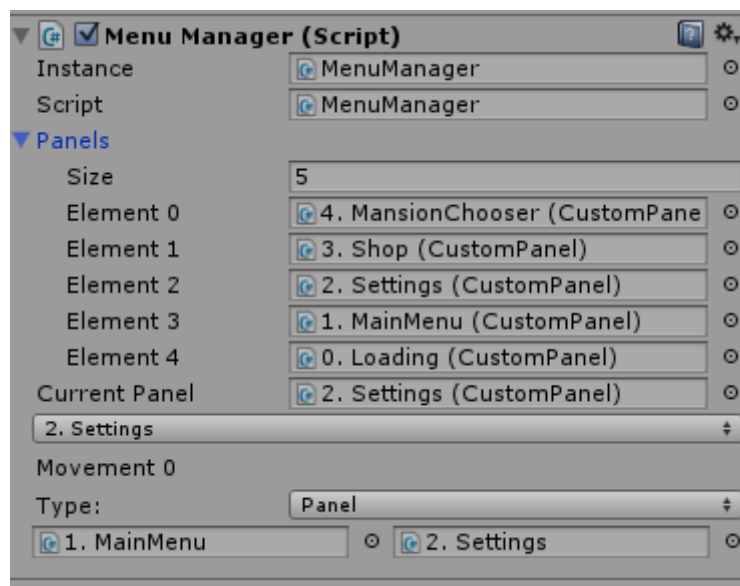 Menu Manager (Script)
Instance MenuManager
Script MenuManager
Panels
Size 5
Element 0 4. MansionChooser (CustomPane
Element 1 3. Shop (CustomPanel)
Element 2 2. Settings (CustomPanel)
Element 3 1. MainMenu (CustomPanel)
Element 4 0. Loading (CustomPanel)
Current Panel 2. Settings (CustomPanel)
2. Settings
Movement 0
Type: Panel
1. MainMenu 2. Settings